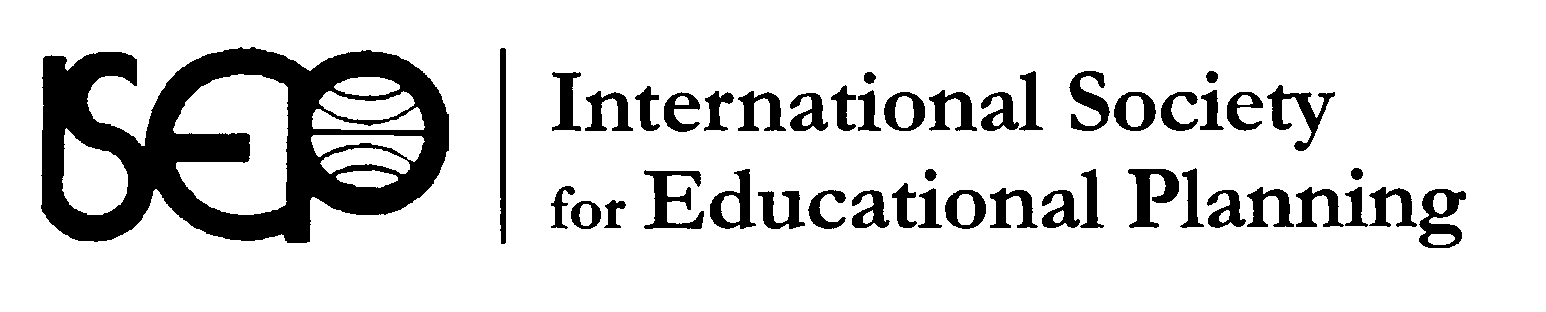 ISEP
International Society
for Educational Planning